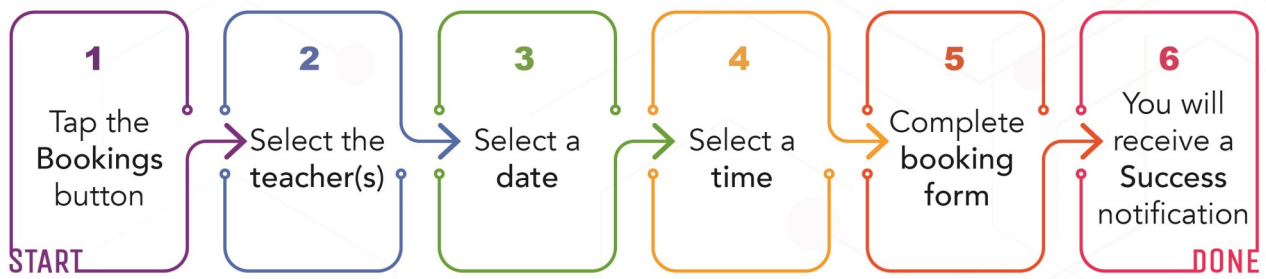 1
Tap the
Bookings
button
START
2
Select the
teacher(s)
3
Select a
date
4
Select a
time
5
Complete
booking
form
6
You will
receive a
Success
notification
DONE